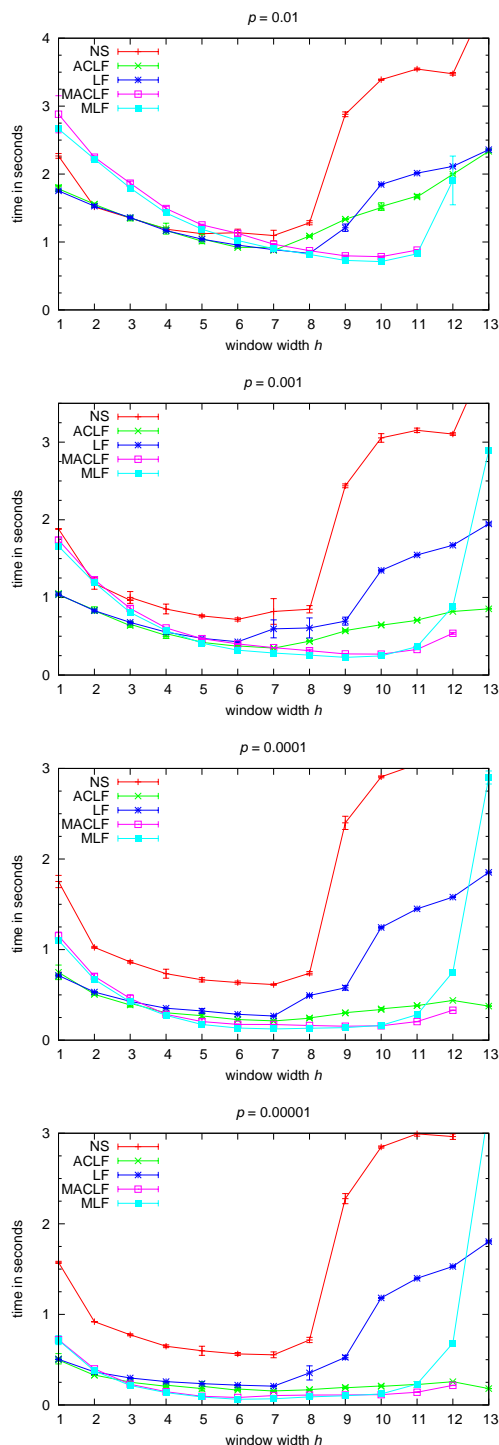 p = 0.01
time in seconds
4
3
2
1
0
NS
ACLF
LF
MACLF
MLF
1 2 3 4 5 6 7 8 9 10 11 12 13
window width h
p = 0.001
time in seconds
3
2
1
0
NS
ACLF
LF
MACLF
MLF
1 2 3 4 5 6 7 8 9 10 11 12 13
window width h
p = 0.0001
time in seconds
3
2
1
0
NS
ACLF
LF
MACLF
MLF
1 2 3 4 5 6 7 8 9 10 11 12 13
window width h
p = 0.00001
time in seconds
3
2
1
0
NS
ACLF
LF
MACLF
MLF
1 2 3 4 5 6 7 8 9 10 11 12 13
window width h